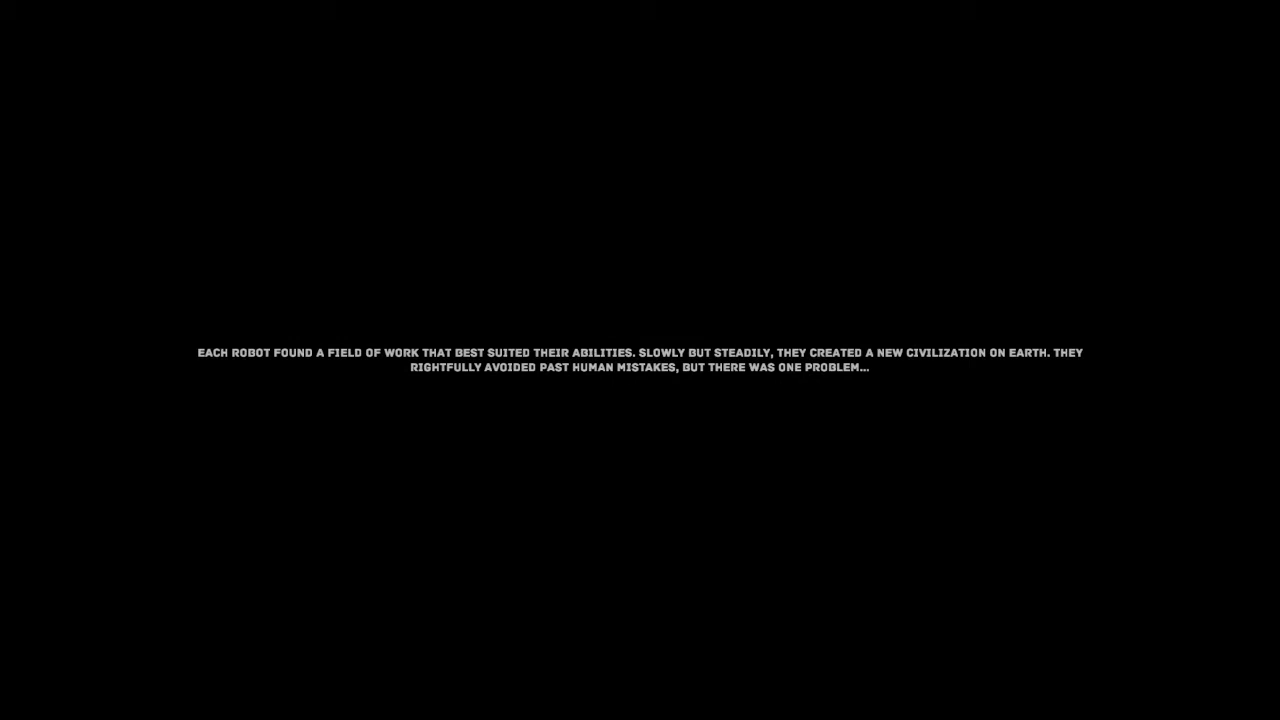 EACH ROBOT FOUND A FIELD OF WORK THAT BEST SUITED THEIR ABILITIES. SLOWLY BUT STEADILY, THEY CREATED A NEW CIVILIZATION ON EARTH. THEY
RIGHTFULLY AVOIDED PAST HUMAN MISTAKES, BUT THERE WAS ONE PROBLEM...